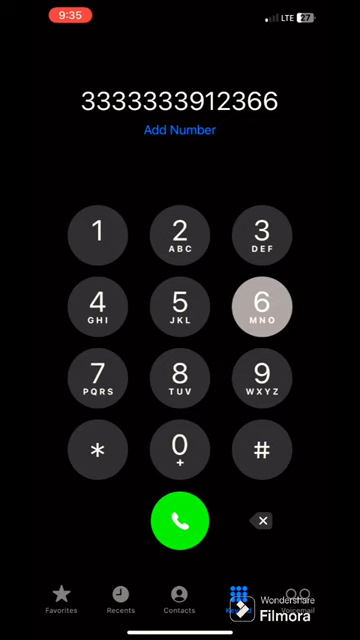 9:35
LTE 27
3333333912366
Add Number
1 2 3
ABC DEF
4 5 6
GHI JKL MNO
7 8 9
PQRS TUV WXYZ
* 0 #
+
Wondershare
Filmora
Favorites Recents Contacts Voicemail